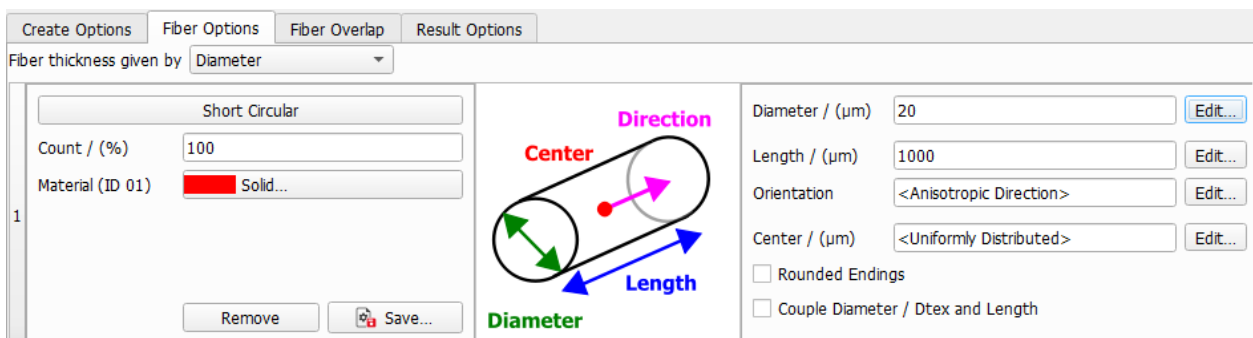 Create Options Fiber Options Fiber Overlap Result Options
Fiber thickness given by Diameter
1
Short Circular
Count / (%) 100
Material (ID 01) Solid...
Remove Save...
Direction
Center
Length
Diameter
Diameter / (μm) 20 Edit...
Length / (μm) 1000 Edit...
Orientation <Anisotropic Direction> Edit...
Center / (μm) <Uniformly Distributed> Edit...
Rounded Endings
Couple Diameter / Dtex and Length